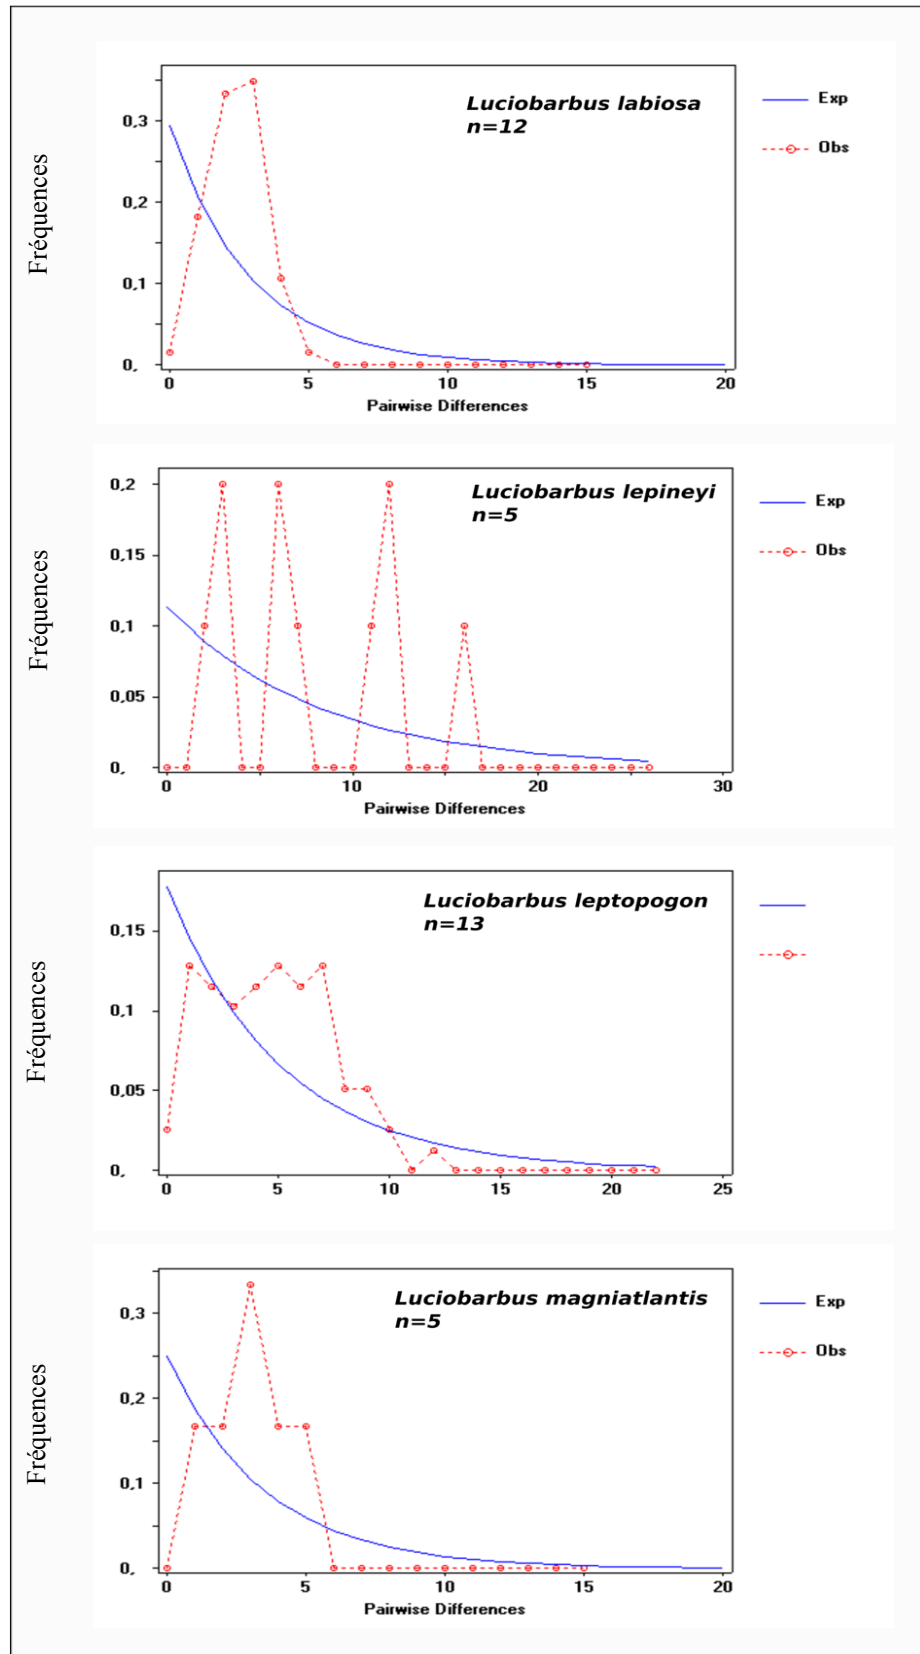 Luciobarbus labiosa
n=12
Exp
Obs
Fréquences
0,3
0,2
0,1
0,
0 5 10 15 20
Pairwise Differences
Luciobarbus lepineyi
n=5
Exp
Obs
Fréquences
0,2
0,15
0,1
0,05
0,
0 10 20 30
Pairwise Differences
Luciobarbus leptopogon
n=13
Fréquences
0,15
0,1
0,05
0,
0 5 10 15 20 25
Luciobarbus magniatlantis
n=5
Exp
Obs
Fréquences
0,3
0,2
0,1
0,
0 5 10 15 20
Pairwise Differences